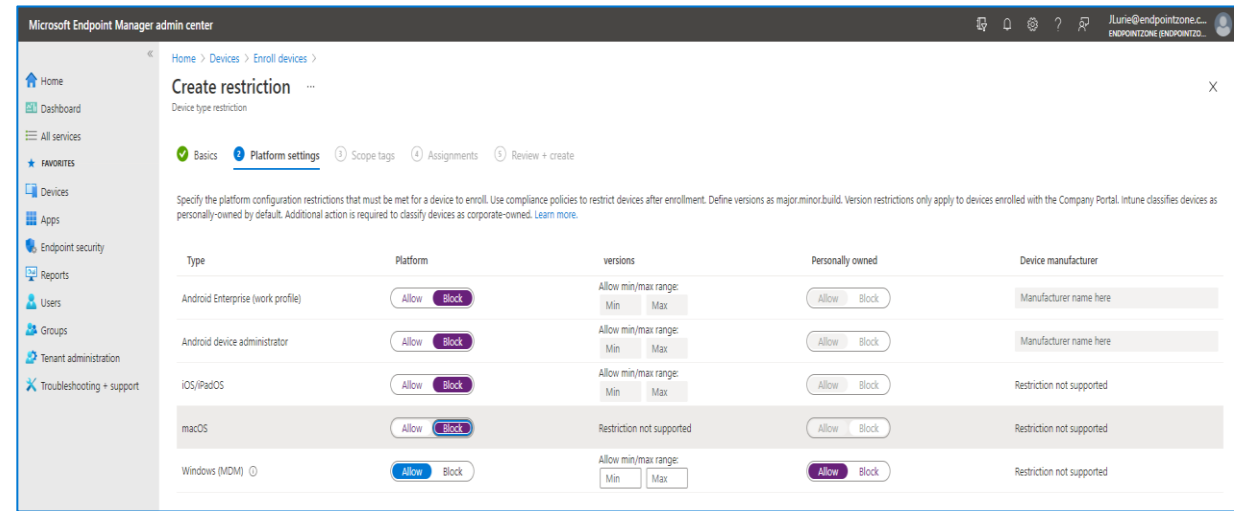 Microsoft Endpoint Manager admin center
JLurie@endpointzone.c...
ENDPOINTZONE (ENDPOINTZO...
«
Home
Dashboard
All services
FAVORITES
Devices
Apps
Endpoint security
Reports
Users
Groups
Tenant administration
Troubleshooting + support
Home > Devices > Enroll devices >
Create restriction ...
Device type restriction
Basics 2 Platform settings 3 Scope tags 4 Assignments 5 Review + create
Specify the platform configuration restrictions that must be met for a device to enroll. Use compliance policies to restrict devices after enrollment. Define versions as major.minor.build. Version restrictions only apply to devices enrolled with the Company Portal. Intune classifies devices as
personally-owned by default. Additional action is required to classify devices as corporate-owned. Learn more.
Type Platform versions Personally owned Device manufacturer
Allow min/max range:
Android Enterprise (work profile) Allow Block Min Max Allow Block Manufacturer name here
Allow min/max range:
Android device administrator Allow Block Min Max Allow Block Manufacturer name here
Allow min/max range:
iOS/iPadOS Allow Block Min Max Allow Block Restriction not supported
macOS Allow Block Restriction not supported Allow Block Restriction not supported
Allow min/max range:
Windows (MDM) Allow Block Min Max Allow Block Restriction not supported